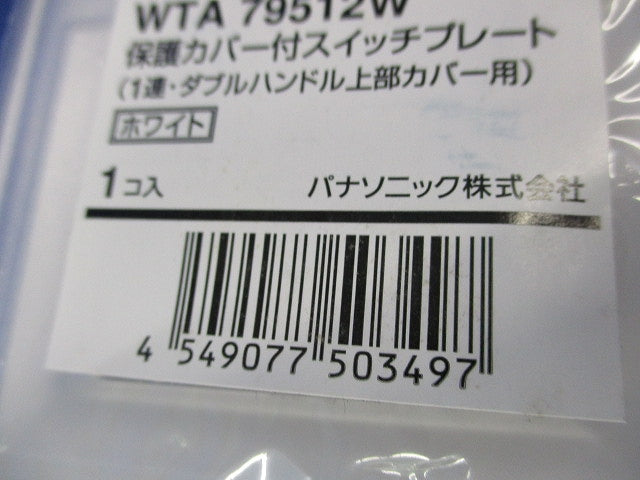 WTA 79512W
保護カバー付スイッチプレート
(1連・ダブルハンドル上部カバー用)
ホワイト
1コ入 パナソニック株式会社
4 549077 503497